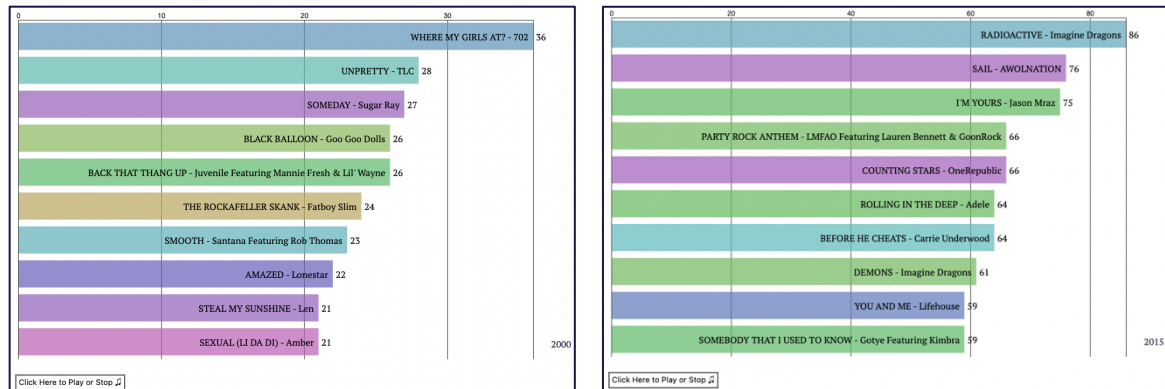 0 10 20 30
WHERE MY GIRLS AT? - 702 36
UNPRETTY - TLC 28
SOMEDAY - Sugar Ray 27
BLACK BALLOON - Goo Goo Dolls 26
BACK THAT THANG UP - Juvenile Featuring Mannie Fresh & Lil' Wayne 26
THE ROCKAFELLER SKANK - Fatboy Slim 24
SMOOTH - Santana Featuring Rob Thomas 23
AMAZED - Lonestar 22
STEAL MY SUNSHINE - Len 21
SEXUAL (LI DA DI) - Amber 21
2000
Click Here to Play or Stop ♫
0 20 40 60 80
RADIOACTIVE - Imagine Dragons 86
SAIL - AWOLNATION 76
I'M YOURS - Jason Mraz 75
PARTY ROCK ANTHEM - LMFAO Featuring Lauren Bennett & GoonRock 66
COUNTING STARS - OneRepublic 66
ROLLING IN THE DEEP - Adele 64
BEFORE HE CHEATS - Carrie Underwood 64
DEMONS - Imagine Dragons 61
YOU AND ME - Lifehouse 59
SOMEBODY THAT I USED TO KNOW - Gotye Featuring Kimbra 59
2015
Click Here to Play or Stop ♫